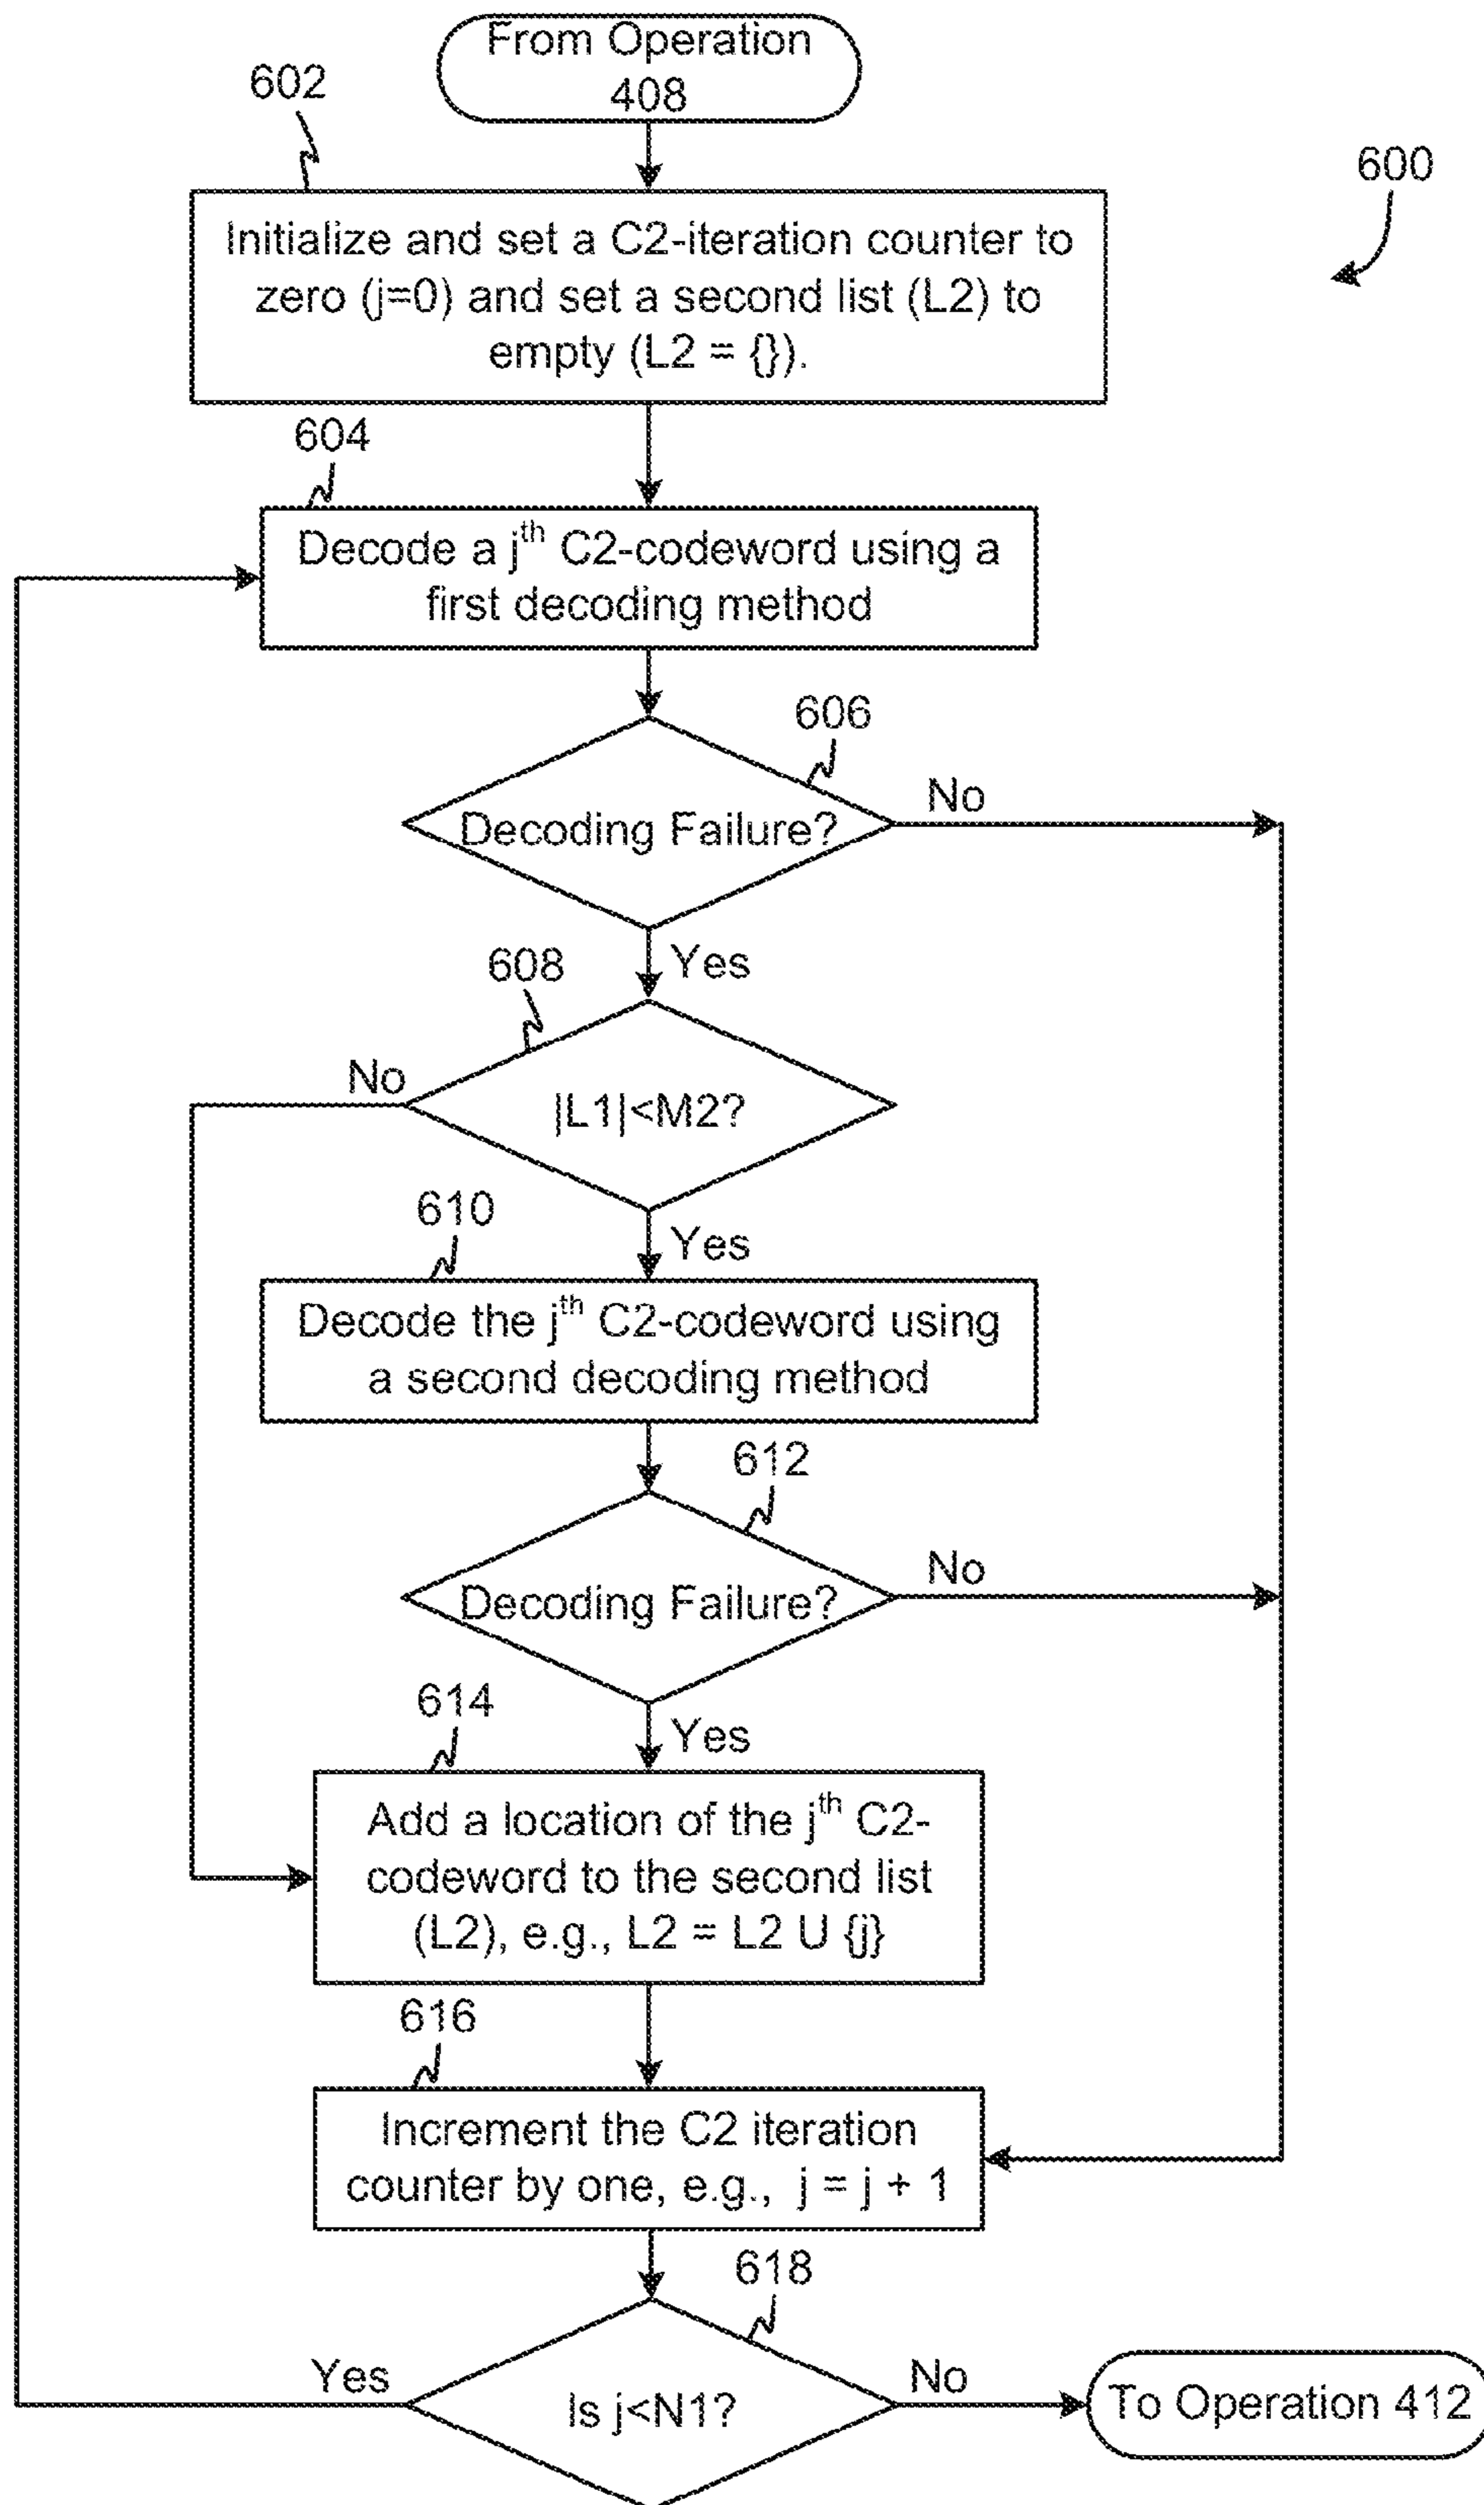 From Operation
408
602
600
Initialize and set a C2-iteration counter to
zero (j=0) and set a second list (L2) to
empty (L2 = {}).
604
Decode a jth C2-codeword using a
first decoding method
606
Decoding Failure?
No
Yes
608
No
|L1|<M2?
610
Yes
Decode the jth C2-codeword using
a second decoding method
612
Decoding Failure?
No
614
Yes
Add a location of the jth C2-
codeword to the second list
(L2), e.g., L2 = L2 U {j}
616
Increment the C2 iteration
counter by one, e.g., j = j + 1
618
Yes
Is j<N1?
No
To Operation 412